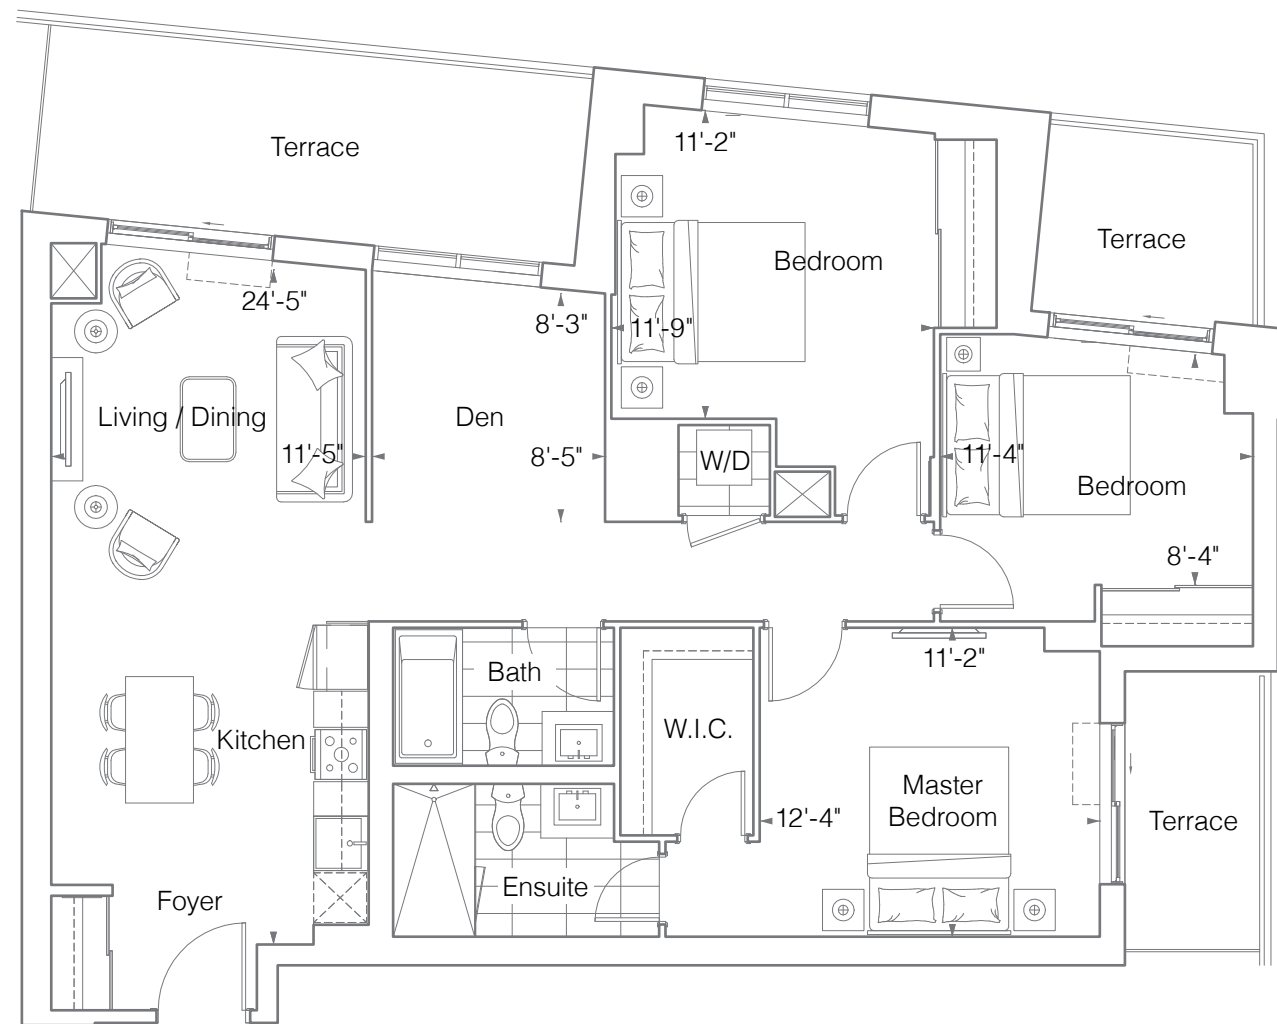 Terrace
11'-2"
Terrace
Bedroom
24'-5"
8'-3"
11'-9"
Living / Dining
Den
11'-5"
8'-5"
W/D
11'-4"
Bedroom
8'-4"
11'-2"
Bath
W.I.C.
Kitchen
Master
Bedroom
12'-4"
Terrace
Ensuite
Foyer